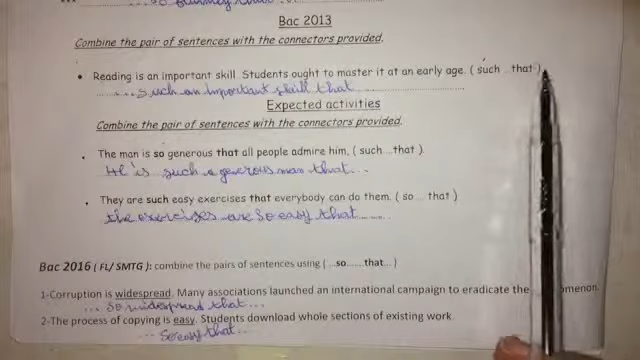 Bac 2013
Combine the pair of sentences with the connectors provided.
• Reading is an important skill. Students ought to master it at an early age. ( such ...that )
.....such an important skill that.....
Expected activities
Combine the pair of sentences with the connectors provided.
• The man is so generous that all people admire him. ( such ...that ).
He is such a generous man that...
• They are such easy exercises that everybody can do them. ( so ... that )
the exercises are so easy that.....
Bac 2016 ( FL/ SMTG ): combine the pairs of sentences using ( ...so......that...)
1-Corruption is widespread. Many associations launched an international campaign to eradicate the omenon.
... so widespread that...
2-The process of copying is easy. Students download whole sections of existing work.
... so easy that...